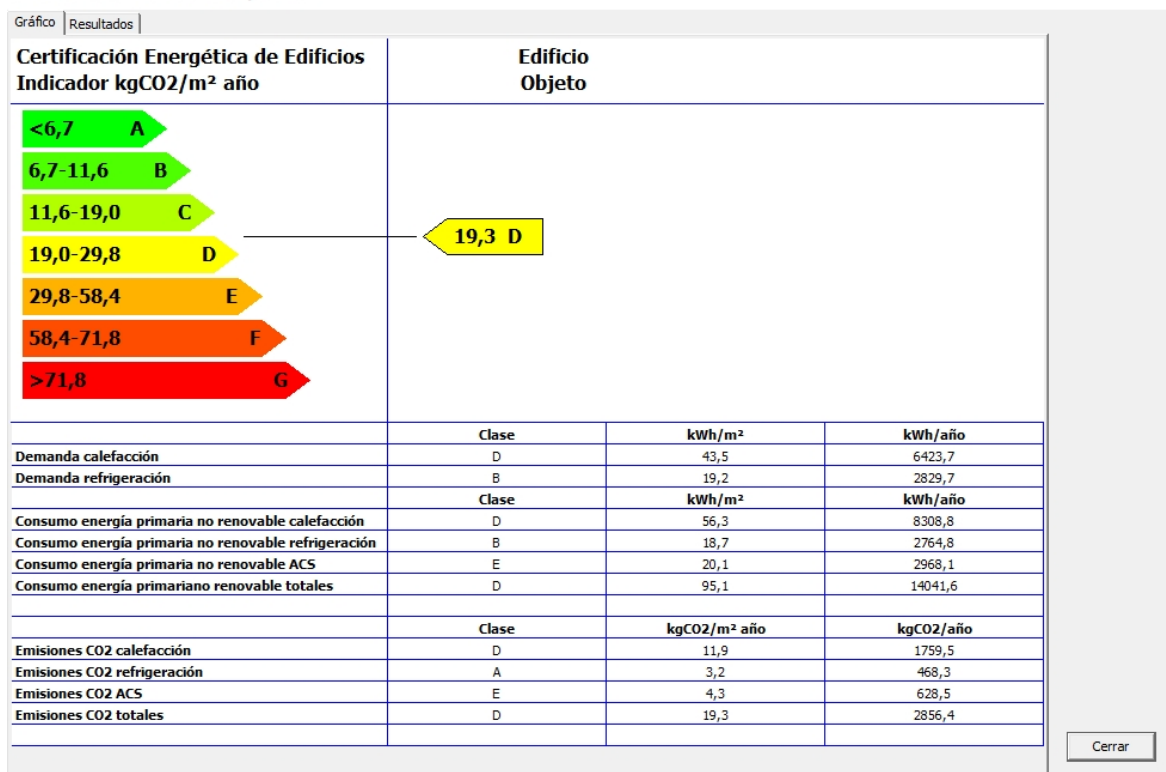 Gráfico Resultados
Certificación Energética de Edificios
Indicador kgCO2/m² año
Edificio
Objeto
<6,7 A
6,7-11,6 B
11,6-19,0 C
19,3 D
19,0-29,8 D
29,8-58,4 E
58,4-71,8 F
>71,8 G
Clase kWh/m² kWh/año
Demanda calefacción D 43,5 6423,7
Demanda refrigeración B 19,2 2829,7
Clase kWh/m² kWh/año
Consumo energía primaria no renovable calefacción D 56,3 8308,8
Consumo energía primaria no renovable refrigeración B 18,7 2764,8
Consumo energía primaria no renovable ACS E 20,1 2968,1
Consumo energía primariano renovable totales D 95,1 14041,6
Clase kgCO2/m² año kgCO2/año
Emisiones CO2 calefacción D 11,9 1759,5
Emisiones CO2 refrigeración A 3,2 468,3
Emisiones CO2 ACS E 4,3 628,5
Emisiones CO2 totales D 19,3 2856,4
Cerrar